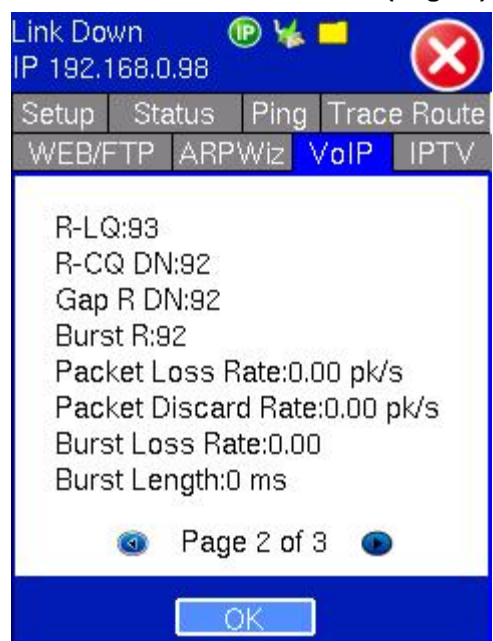 Link Down
IP
IP 192.168.0.98
Setup Status Ping Trace Route
WEB/FTP ARPWiz VoIP IPTV
R-LQ:93
R-CQ DN:92
Gap R DN:92
Burst R:92
Packet Loss Rate:0.00 pk/s
Packet Discard Rate:0.00 pk/s
Burst Loss Rate:0.00
Burst Length:0 ms
Page 2 of 3
OK